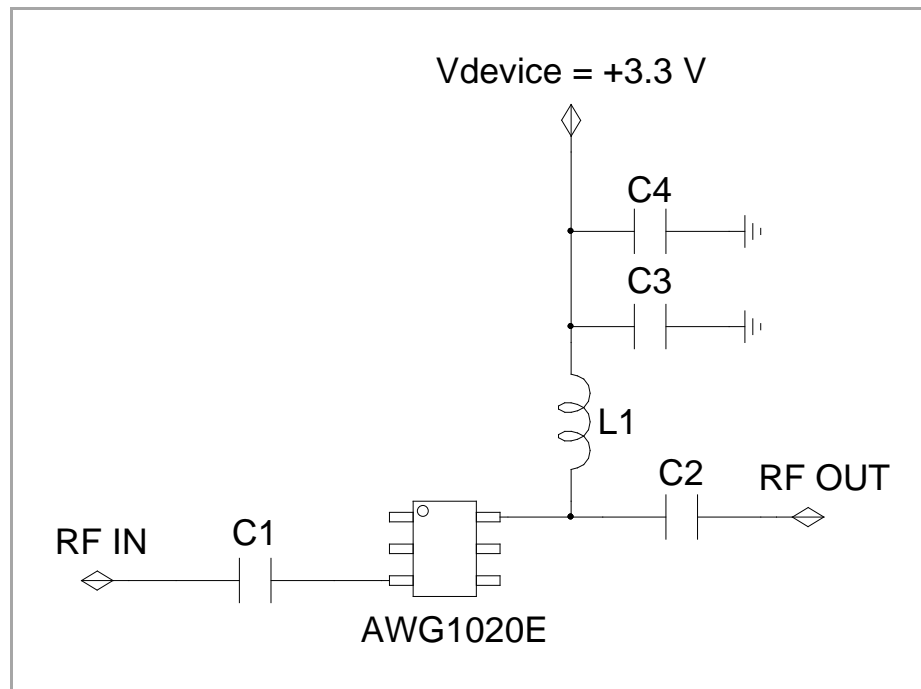 Vdevice = +3.3 V
C4
C3
L1
C2
RF OUT
C1
RF IN
AWG1020E